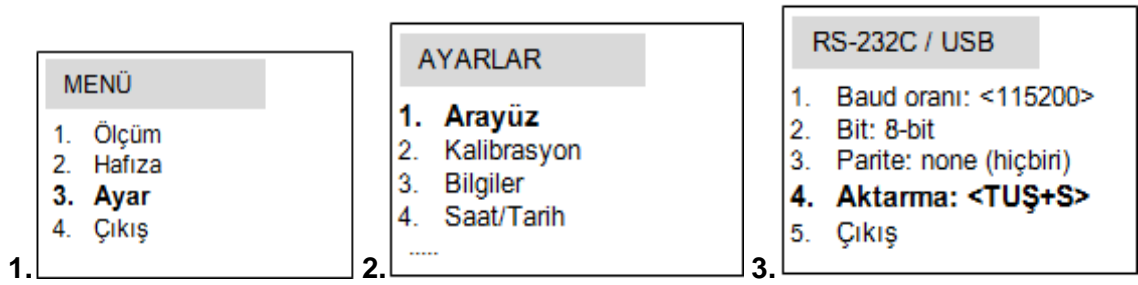 MENÜ
1. Ölçüm
2. Hafıza
3. Ayar
4. Çıkış
1.
AYARLAR
1. Arayüz
2. Kalibrasyon
3. Bilgiler
4. Saat/Tarih
.....
2.
RS-232C / USB
1. Baud oranı: <115200>
2. Bit: 8-bit
3. Parite: none (hiçbiri)
4. Aktarma: <TUŞ+S>
5. Çıkış
3.